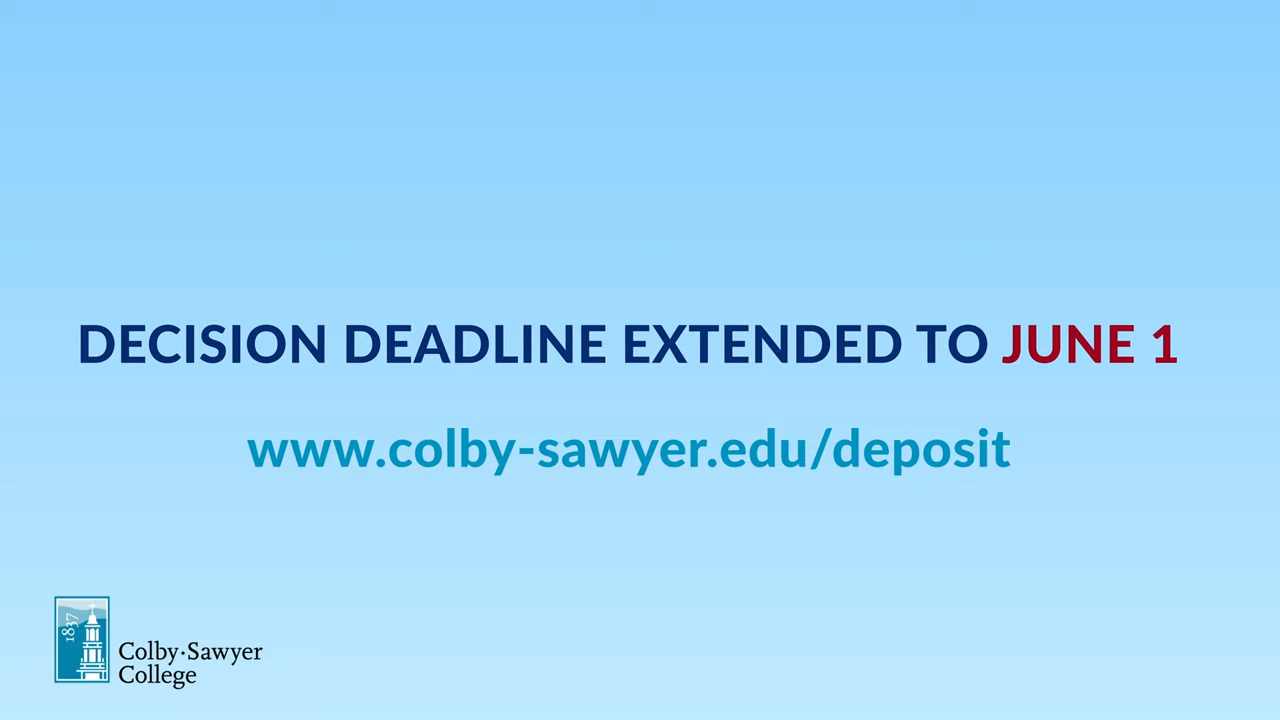 DECISION DEADLINE EXTENDED TO JUNE 1
www.colby-sawyer.edu/deposit
1837
Colby·Sawyer
College